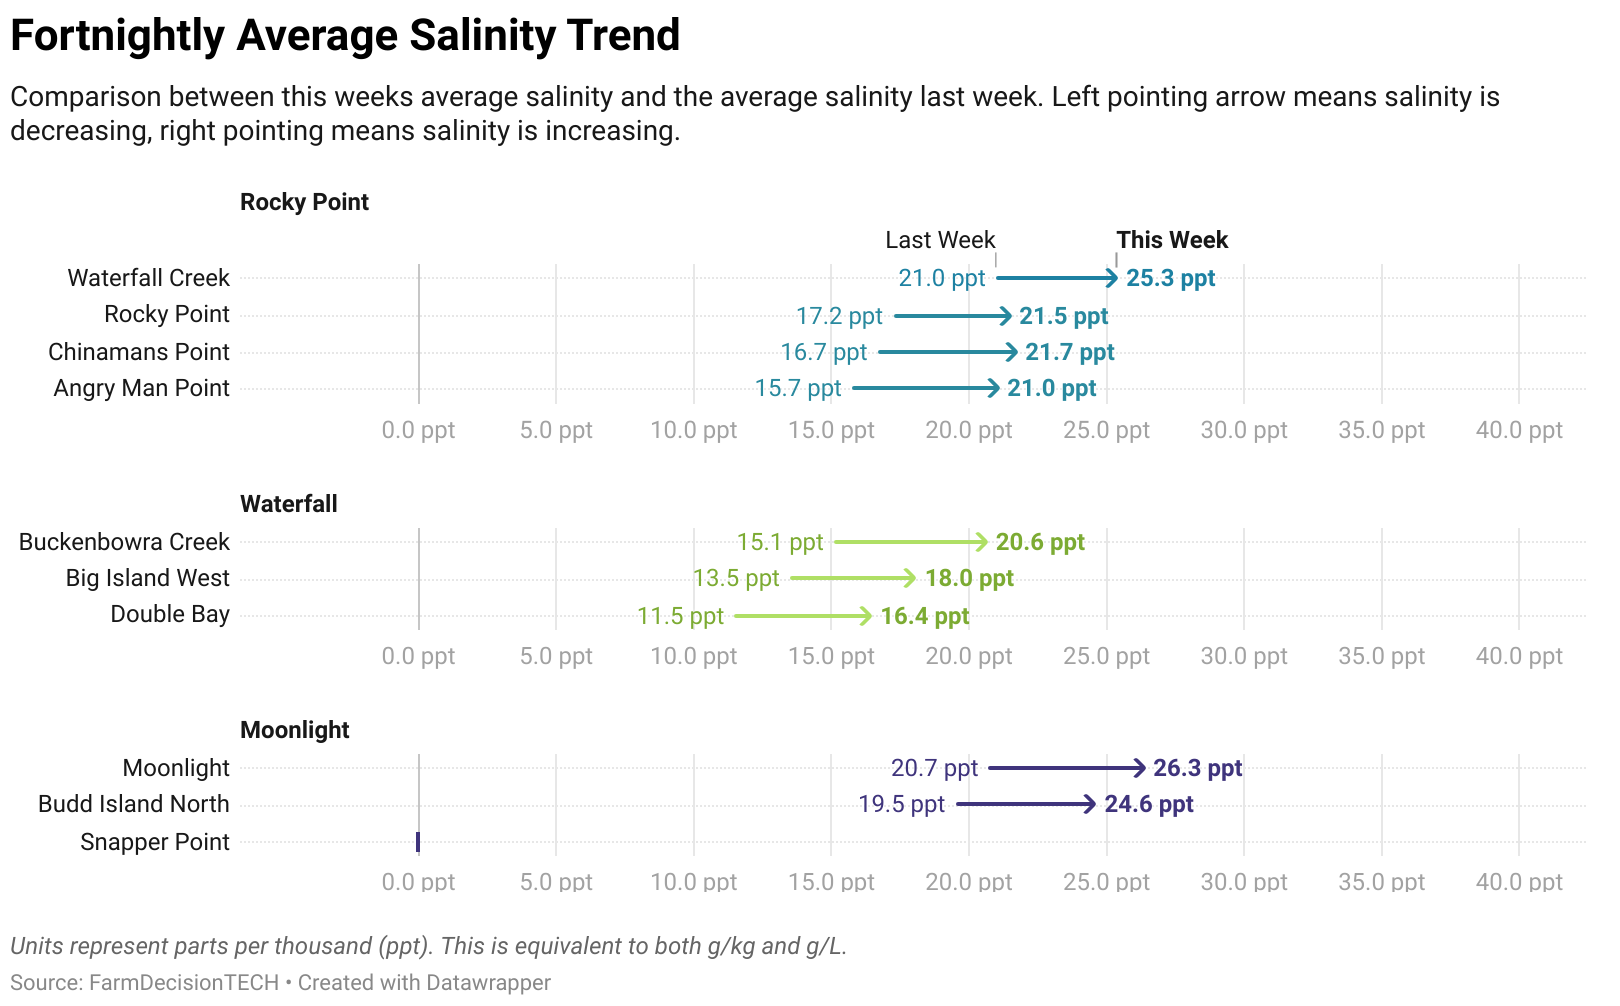 Fortnightly Average Salinity Trend
Comparison between this weeks average salinity and the average salinity last week. Left pointing arrow means salinity is
decreasing, right pointing means salinity is increasing.
Rocky Point
Last Week This Week
Waterfall Creek 21.0 ppt 25.3 ppt
Rocky Point 17.2 ppt 21.5 ppt
Chinamans Point 16.7 ppt 21.7 ppt
Angry Man Point 15.7 ppt 21.0 ppt
0.0 ppt 5.0 ppt 10.0 ppt 15.0 ppt 20.0 ppt 25.0 ppt 30.0 ppt 35.0 ppt 40.0 ppt
Waterfall
Buckenbowra Creek 15.1 ppt 20.6 ppt
Big Island West 13.5 ppt 18.0 ppt
Double Bay 11.5 ppt 16.4 ppt
0.0 ppt 5.0 ppt 10.0 ppt 15.0 ppt 20.0 ppt 25.0 ppt 30.0 ppt 35.0 ppt 40.0 ppt
Moonlight
Moonlight 20.7 ppt 26.3 ppt
Budd Island North 19.5 ppt 24.6 ppt
Snapper Point
0.0 ppt 5.0 ppt 10.0 ppt 15.0 ppt 20.0 ppt 25.0 ppt 30.0 ppt 35.0 ppt 40.0 ppt
Units represent parts per thousand (ppt). This is equivalent to both g/kg and g/L.
Source: FarmDecisionTECH • Created with Datawrapper